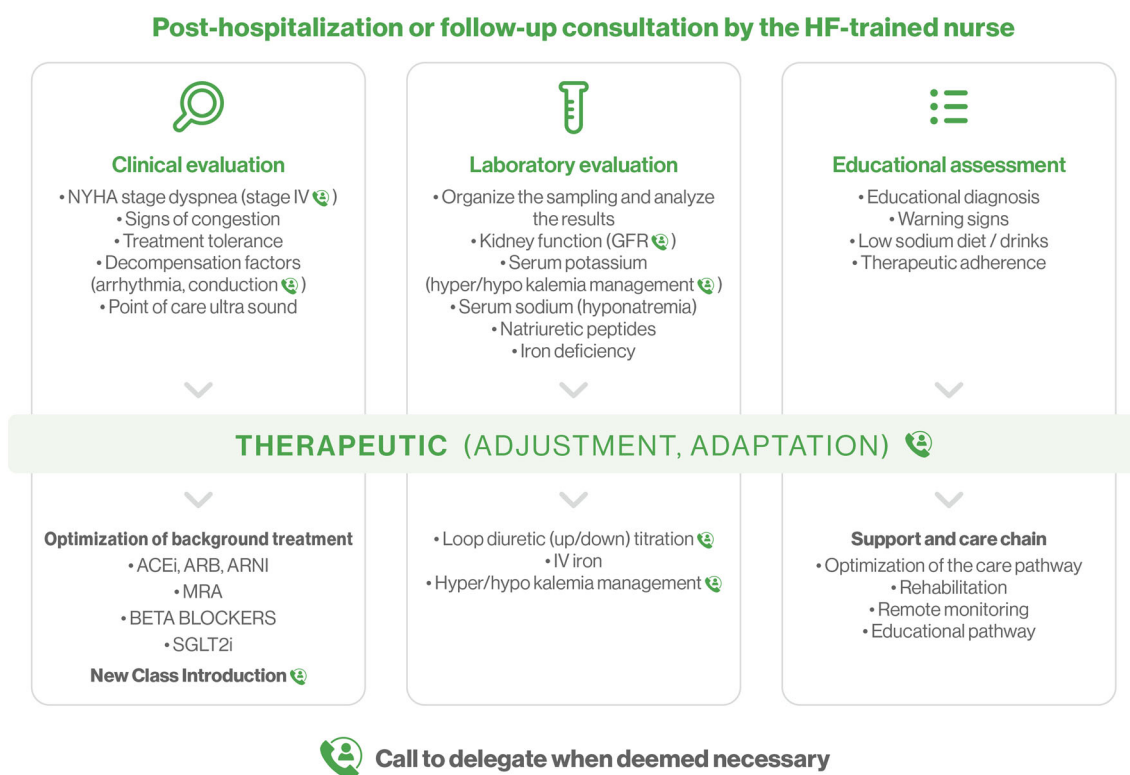 Post-hospitalization or follow-up consultation by the HF-trained nurse
Clinical evaluation
• NYHA stage dyspnea (stage IV )
• Signs of congestion
• Treatment tolerance
• Decompensation factors
(arrhythmia, conduction )
• Point of care ultra sound
Laboratory evaluation
• Organize the sampling and analyze
the results
• Kidney function (GFR )
• Serum potassium
(hyper/hypo kalemia management )
• Serum sodium (hyponatremia)
• Natriuretic peptides
• Iron deficiency
Educational assessment
• Educational diagnosis
• Warning signs
• Low sodium diet / drinks
• Therapeutic adherence
THERAPEUTIC (ADJUSTMENT, ADAPTATION)
Optimization of background treatment
• ACEi, ARB, ARNI
• MRA
• BETA BLOCKERS
• SGLT2i
New Class Introduction
• Loop diuretic (up/down) titration
• IV iron
• Hyper/hypo kalemia management
Support and care chain
• Optimization of the care pathway
• Rehabilitation
• Remote monitoring
• Educational pathway
Call to delegate when deemed necessary